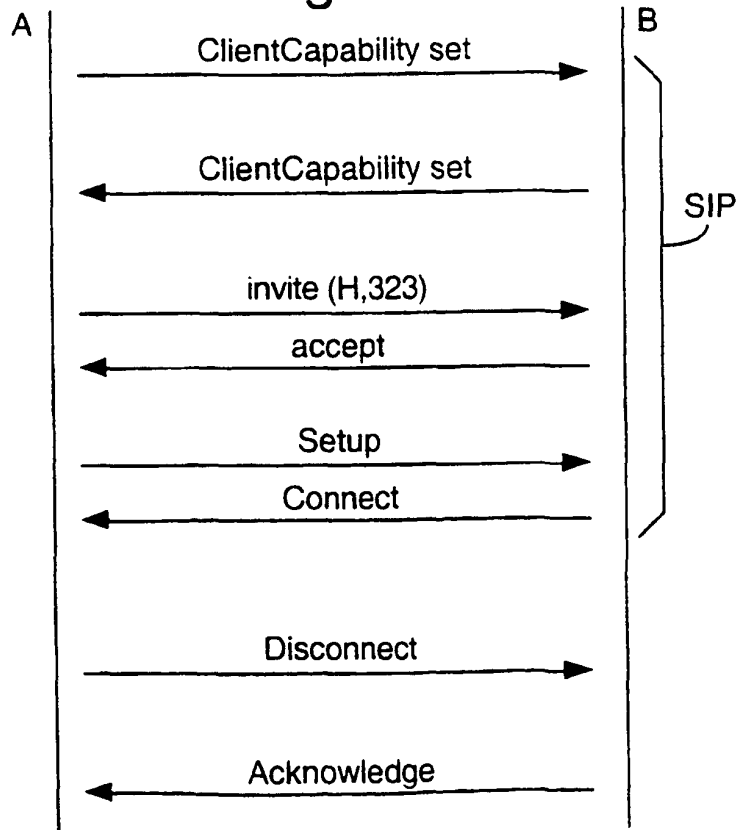 A
B
ClientCapability set
ClientCapability set
SIP
invite (H,323)
accept
Setup
Connect
Disconnect
Acknowledge